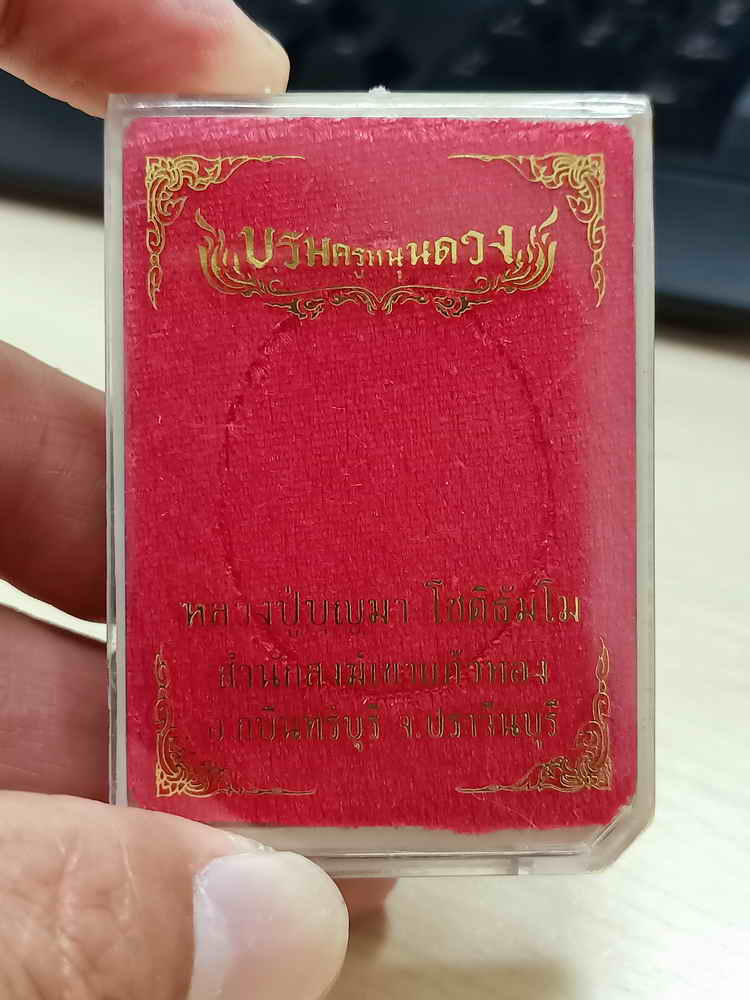 บรมครูหนุนดวง
หลวงปู่บุญมา โชติธัมโม
สำนักสงฆ์เขาแก้วทอง
อ.กบินทร์บุรี จ.ปราจีนบุรี